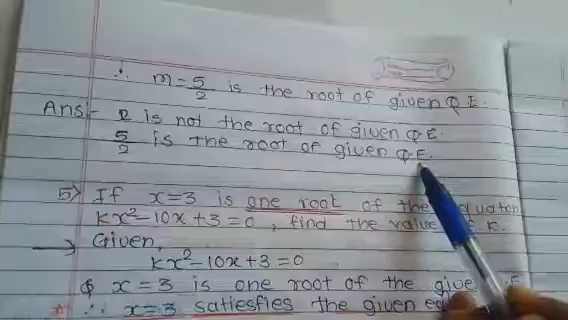 ∴ m = 5/2 is the root of given Q E.
Ans:- 2 is not the root of given Q E.
5/2 is the root of given Q E.
5) If x=3 is one root of the
kx²-10x+3=0, find the value K.
→ Given,
kx²-10x+3=0
& x=3 is one root of the
* ∴ x=3 satiesfies the given